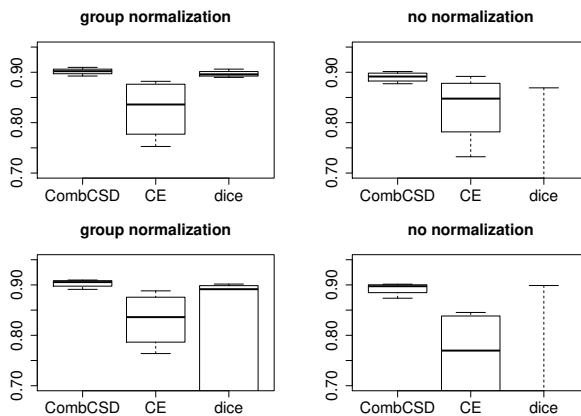 group normalization
no normalization
0.90
0.80
0.70
CombCSD CE dice
0.90
0.80
0.70
CombCSD CE dice
group normalization
no normalization
0.90
0.80
0.70
CombCSD CE dice
0.90
0.80
0.70
CombCSD CE dice